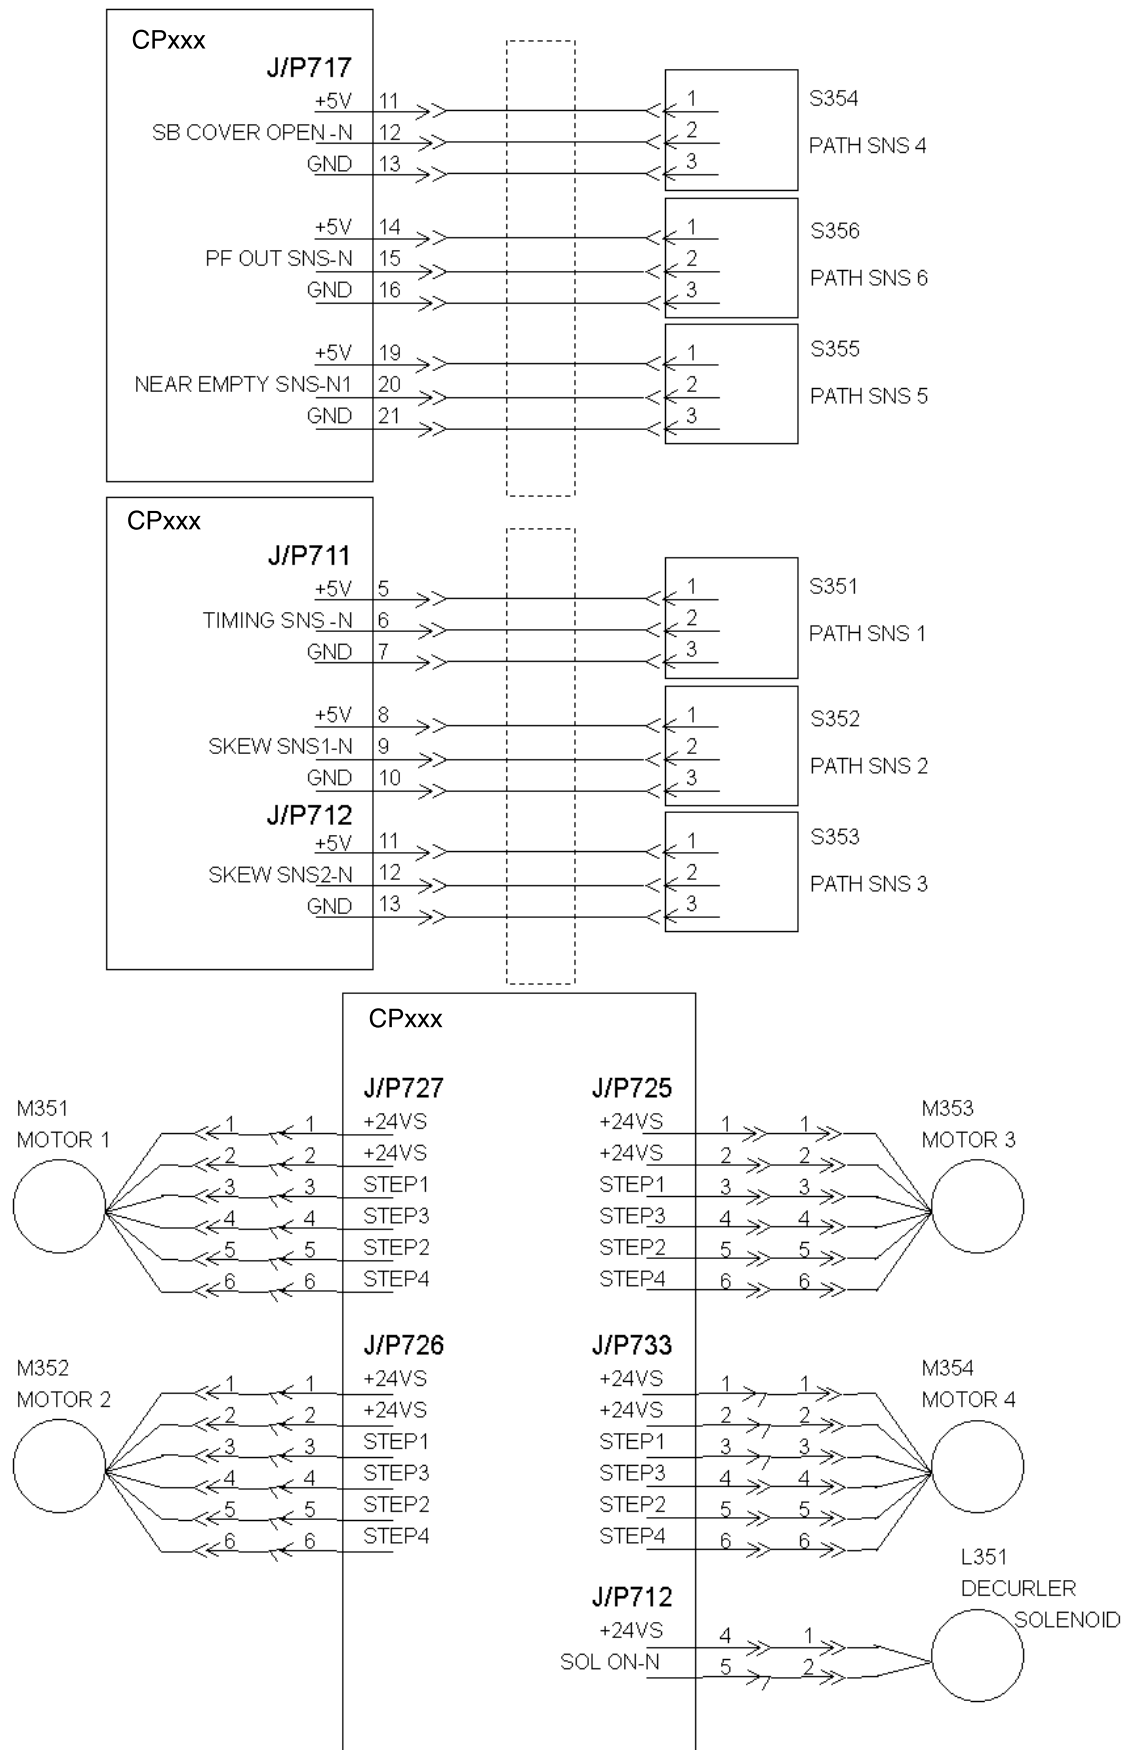 CPxxx
J/P717
+5V 11 1 S354
SB COVER OPEN -N 12 2 PATH SNS 4
GND 13 3
+5V 14 1 S356
PF OUT SNS-N 15 2 PATH SNS 6
GND 16 3
+5V 19 1 S355
NEAR EMPTY SNS-N1 20 2 PATH SNS 5
GND 21 3
CPxxx
J/P711
+5V 5 1 S351
TIMING SNS -N 6 2 PATH SNS 1
GND 7 3
+5V 8 1 S352
SKEW SNS1-N 9 2 PATH SNS 2
GND 10 3
J/P712
+5V 11 1 S353
SKEW SNS2-N 12 2 PATH SNS 3
GND 13 3
CPxxx
M351
MOTOR 1
J/P727
1 1 +24VS
2 2 +24VS
3 3 STEP1
4 4 STEP3
5 5 STEP2
6 6 STEP4
J/P725
+24VS 1 1
+24VS 2 2
STEP1 3 3
STEP3 4 4
STEP2 5 5
STEP4 6 6
M353
MOTOR 3
M352
MOTOR 2
J/P726
1 1 +24VS
2 2 +24VS
3 3 STEP1
4 4 STEP3
5 5 STEP2
6 6 STEP4
J/P733
+24VS 1 1
+24VS 2 2
STEP1 3 3
STEP3 4 4
STEP2 5 5
STEP4 6 6
M354
MOTOR 4
J/P712
+24VS 4 1
SOL ON-N 5 2
L351
DECURLER
SOLENOID